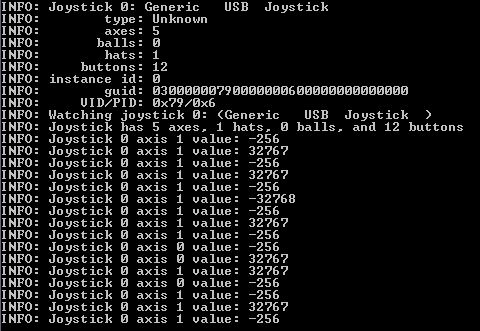 INFO: Joystick 0: Generic   USB  Joystick
INFO:           type: Unknown
INFO:           axes: 5
INFO:          balls: 0
INFO:           hats: 1
INFO:        buttons: 12
INFO:    instance id: 0
INFO:           guid: 03000000790000000600000000000000
INFO:        VID/PID: 0x79/0x6
INFO: Watching joystick 0: (Generic   USB  Joystick  )
INFO: Joystick has 5 axes, 1 hats, 0 balls, and 12 buttons
INFO: Joystick 0 axis 1 value: -256
INFO: Joystick 0 axis 1 value: 32767
INFO: Joystick 0 axis 1 value: -256
INFO: Joystick 0 axis 1 value: 32767
INFO: Joystick 0 axis 1 value: -256
INFO: Joystick 0 axis 1 value: -32768
INFO: Joystick 0 axis 1 value: -256
INFO: Joystick 0 axis 1 value: 32767
INFO: Joystick 0 axis 1 value: -256
INFO: Joystick 0 axis 0 value: -256
INFO: Joystick 0 axis 0 value: 32767
INFO: Joystick 0 axis 1 value: 32767
INFO: Joystick 0 axis 0 value: -256
INFO: Joystick 0 axis 1 value: -256
INFO: Joystick 0 axis 1 value: 32767
INFO: Joystick 0 axis 1 value: -256